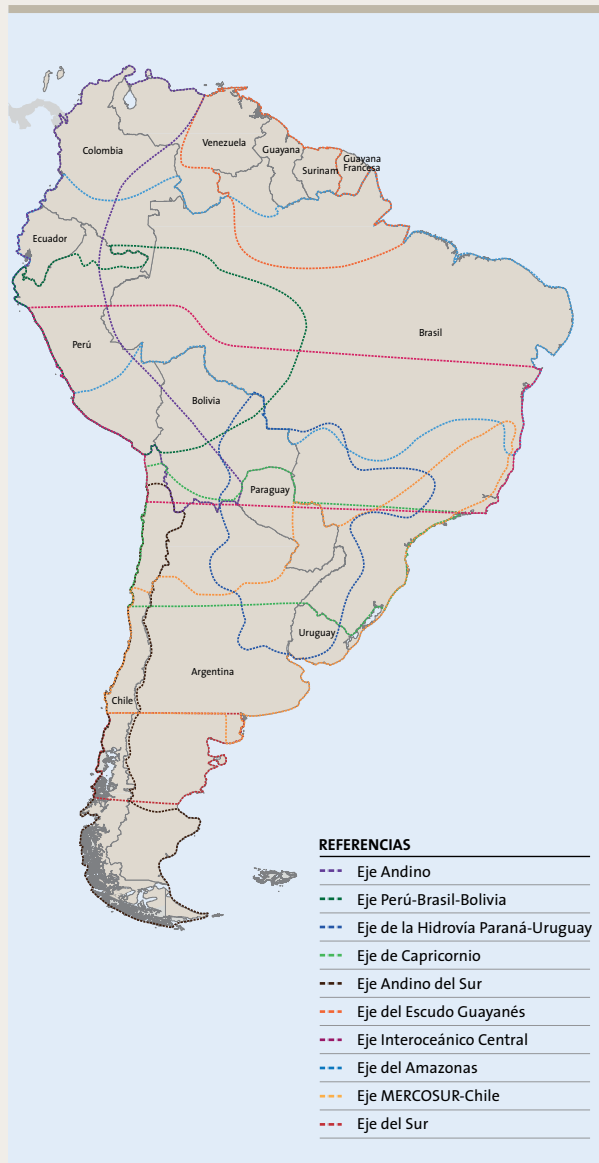 Colombia
Venezuela
Guayana
Surinam
Guayana
Francesa
Ecuador
Perú
Brasil
Bolivia
Paraguay
Uruguay
Argentina
Chile
REFERENCIAS
Eje Andino
Eje Perú-Brasil-Bolivia
Eje de la Hidrovía Paraná-Uruguay
Eje de Capricornio
Eje Andino del Sur
Eje del Escudo Guayanés
Eje Interoceánico Central
Eje del Amazonas
Eje MERCOSUR-Chile
Eje del Sur